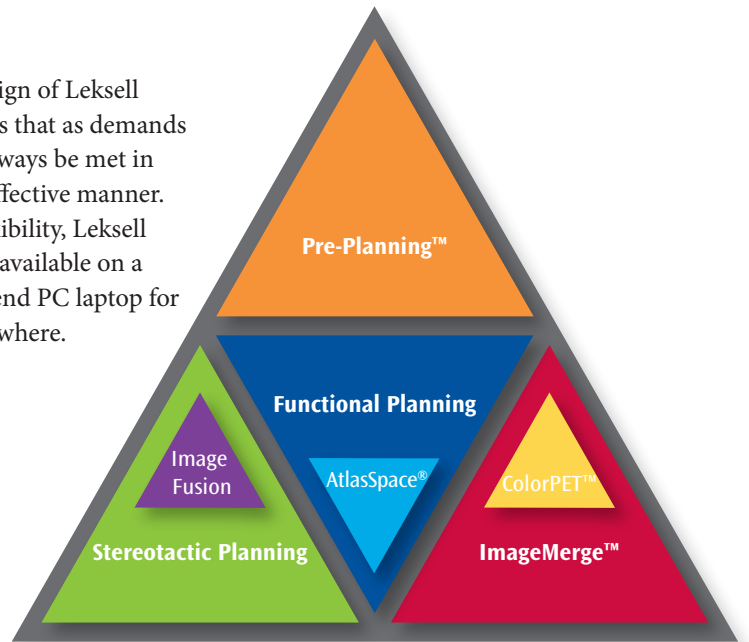 ign of Leksell
s that as demands
ways be met in
ffective manner.
ibility, Leksell
available on a
end PC laptop for
where.
Pre-Planning™
Functional Planning
Image
Fusion
AtlasSpace®
ColorPET™
Stereotactic Planning
ImageMerge™